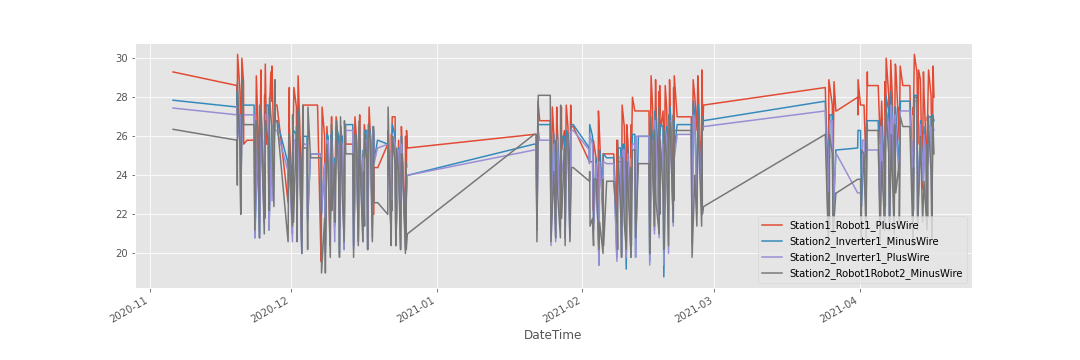 30
28
26
24
22
20
Station1_Robot1_PlusWire
Station2_Inverter1_MinusWire
Station2_Inverter1_PlusWire
Station2_Robot1Robot2_MinusWire
2020-11
2020-12
2021-01
2021-02
2021-03
2021-04
DateTime